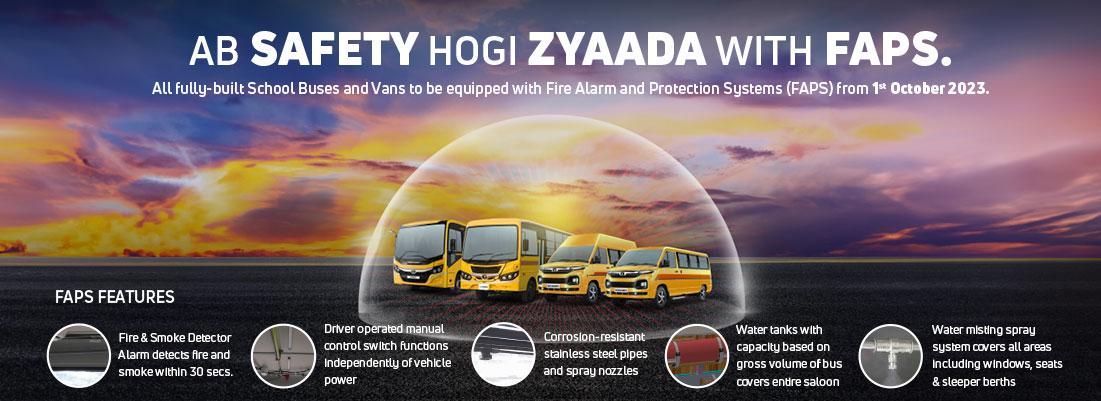 AB SAFETY HOGI ZYAADA WITH FAPS.
All fully-built School Buses and Vans to be equipped with Fire Alarm and Protection Systems (FAPS) from 1st October 2023.
FAPS FEATURES
Fire & Smoke Detector
Alarm detects fire and
smoke within 30 secs.
Driver operated manual
control switch functions
independently of vehicle
power
Corrosion-resistant
stainless steel pipes
and spray nozzles
Water tanks with
capacity based on
gross volume of bus
covers entire saloon
Water misting spray
system covers all areas
including windows, seats
& sleeper berths